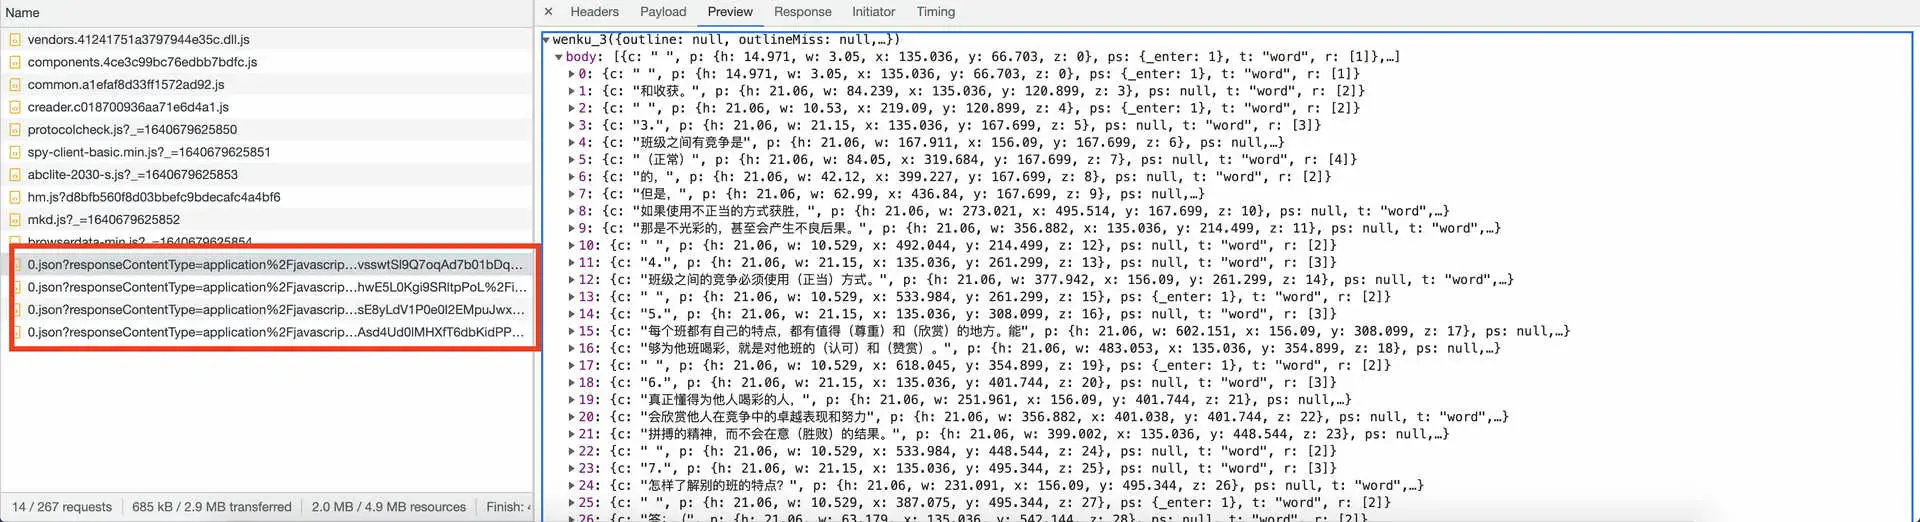 Name
vendors.41241751a3797944e35c.dll.js
components.4ce3c99bc76edbb7bdfc.js
common.a1efaf8d33ff1572ad92.js
creader.c018700936aa71e6d4a1.js
protocolcheck.js?_=1640679625850
spy-client-basic.min.js?_=1640679625851
abclite-2030-s.js?_=1640679625853
hm.js?d8bfb560f8d03bbefc9bdecafc4a4bf6
mkd.js?_=1640679625852
browserdata-min.js?_=1640679625854
0.json?responseContentType=application%2Fjavascrip...vsswtSl9Q7oqAd7b01bDq...
0.json?responseContentType=application%2Fjavascrip...hwE5L0Kgi9SRltpPoL%2Fi...
0.json?responseContentType=application%2Fjavascrip...sE8yLdV1P0e0l2EMpuJwx...
0.json?responseContentType=application%2Fjavascrip...Asd4Ud0lMHXfT6dbKidPP...
14 / 267 requests 685 kB / 2.9 MB transferred 2.0 MB / 4.9 MB resources Finish:
× Headers Payload Preview Response Initiator Timing
wenku_3({outline: null, outlineMiss: null,…})
body: [{c: " ", p: {h: 14.971, w: 3.05, x: 135.036, y: 66.703, z: 0}, ps: {_enter: 1}, t: "word", r: [1]},…]
0: {c: " ", p: {h: 14.971, w: 3.05, x: 135.036, y: 66.703, z: 0}, ps: {_enter: 1}, t: "word", r: [1]}
1: {c: "和收获。", p: {h: 21.06, w: 84.239, x: 135.036, y: 120.899, z: 3}, ps: null, t: "word", r: [2]}
2: {c: " ", p: {h: 21.06, w: 10.53, x: 219.09, y: 120.899, z: 4}, ps: {_enter: 1}, t: "word", r: [2]}
3: {c: "3.", p: {h: 21.06, w: 21.15, x: 135.036, y: 167.699, z: 5}, ps: null, t: "word", r: [3]}
4: {c: "班级之间有竞争是", p: {h: 21.06, w: 167.911, x: 156.09, y: 167.699, z: 6}, ps: null,…}
5: {c: "（正常）", p: {h: 21.06, w: 84.05, x: 319.684, y: 167.699, z: 7}, ps: null, t: "word", r: [4]}
6: {c: "的，", p: {h: 21.06, w: 42.12, x: 399.227, y: 167.699, z: 8}, ps: null, t: "word", r: [2]}
7: {c: "但是，", p: {h: 21.06, w: 62.99, x: 436.84, y: 167.699, z: 9}, ps: null,…}
8: {c: "如果使用不正当的方式获胜，", p: {h: 21.06, w: 273.021, x: 495.514, y: 167.699, z: 10}, ps: null, t: "word",…}
9: {c: "那是不光彩的，甚至会产生不良后果。", p: {h: 21.06, w: 356.882, x: 135.036, y: 214.499, z: 11}, ps: null,…}
10: {c: " ", p: {h: 21.06, w: 10.529, x: 492.044, y: 214.499, z: 12}, ps: {_enter: 1}, t: "word", r: [2]}
11: {c: "4.", p: {h: 21.06, w: 21.15, x: 135.036, y: 261.299, z: 13}, ps: null, t: "word", r: [3]}
12: {c: "班级之间的竞争必须使用（正当）方式。", p: {h: 21.06, w: 377.942, x: 156.09, y: 261.299, z: 14}, ps: null, t: "word",…}
13: {c: " ", p: {h: 21.06, w: 10.529, x: 533.984, y: 261.299, z: 15}, ps: {_enter: 1}, t: "word", r: [2]}
14: {c: "5.", p: {h: 21.06, w: 21.15, x: 135.036, y: 308.099, z: 16}, ps: null, t: "word", r: [3]}
15: {c: "每个班都有自己的特点，都有值得（尊重）和（欣赏）的地方。能", p: {h: 21.06, w: 602.151, x: 156.09, y: 308.099, z: 17}, ps: null,…}
16: {c: "够为他班喝彩，就是对他班的（认可）和（赞赏）。", p: {h: 21.06, w: 483.053, x: 135.036, y: 354.899, z: 18}, ps: null,…}
17: {c: " ", p: {h: 21.06, w: 10.529, x: 618.045, y: 354.899, z: 19}, ps: {_enter: 1}, t: "word", r: [2]}
18: {c: "6.", p: {h: 21.06, w: 21.15, x: 135.036, y: 401.744, z: 20}, ps: null, t: "word", r: [3]}
19: {c: "真正懂得为他人喝彩的人，", p: {h: 21.06, w: 251.961, x: 156.09, y: 401.744, z: 21}, ps: null,…}
20: {c: "会欣赏他人在竞争中的卓越表现和努力", p: {h: 21.06, w: 356.882, x: 401.038, y: 401.744, z: 22}, ps: null, t: "word",…}
21: {c: "拼搏的精神，而不会在意（胜败）的结果。", p: {h: 21.06, w: 399.002, x: 135.036, y: 448.544, z: 23}, ps: null,…}
22: {c: " ", p: {h: 21.06, w: 10.529, x: 533.984, y: 448.544, z: 24}, ps: null, t: "word", r: [2]}
23: {c: "7.", p: {h: 21.06, w: 21.15, x: 135.036, y: 495.344, z: 25}, ps: null, t: "word", r: [3]}
24: {c: "怎样了解别的班的特点？", p: {h: 21.06, w: 231.091, x: 156.09, y: 495.344, z: 26}, ps: null, t: "word",…}
25: {c: " ", p: {h: 21.06, w: 10.529, x: 387.075, y: 495.344, z: 27}, ps: {_enter: 1}, t: "word", r: [2]}
26: {c: "答：（", p: {h: 21.06, w: 63.179, x: 135.036, y: 542.144, z: 28}, ps: null, t: "word", r: [2]}